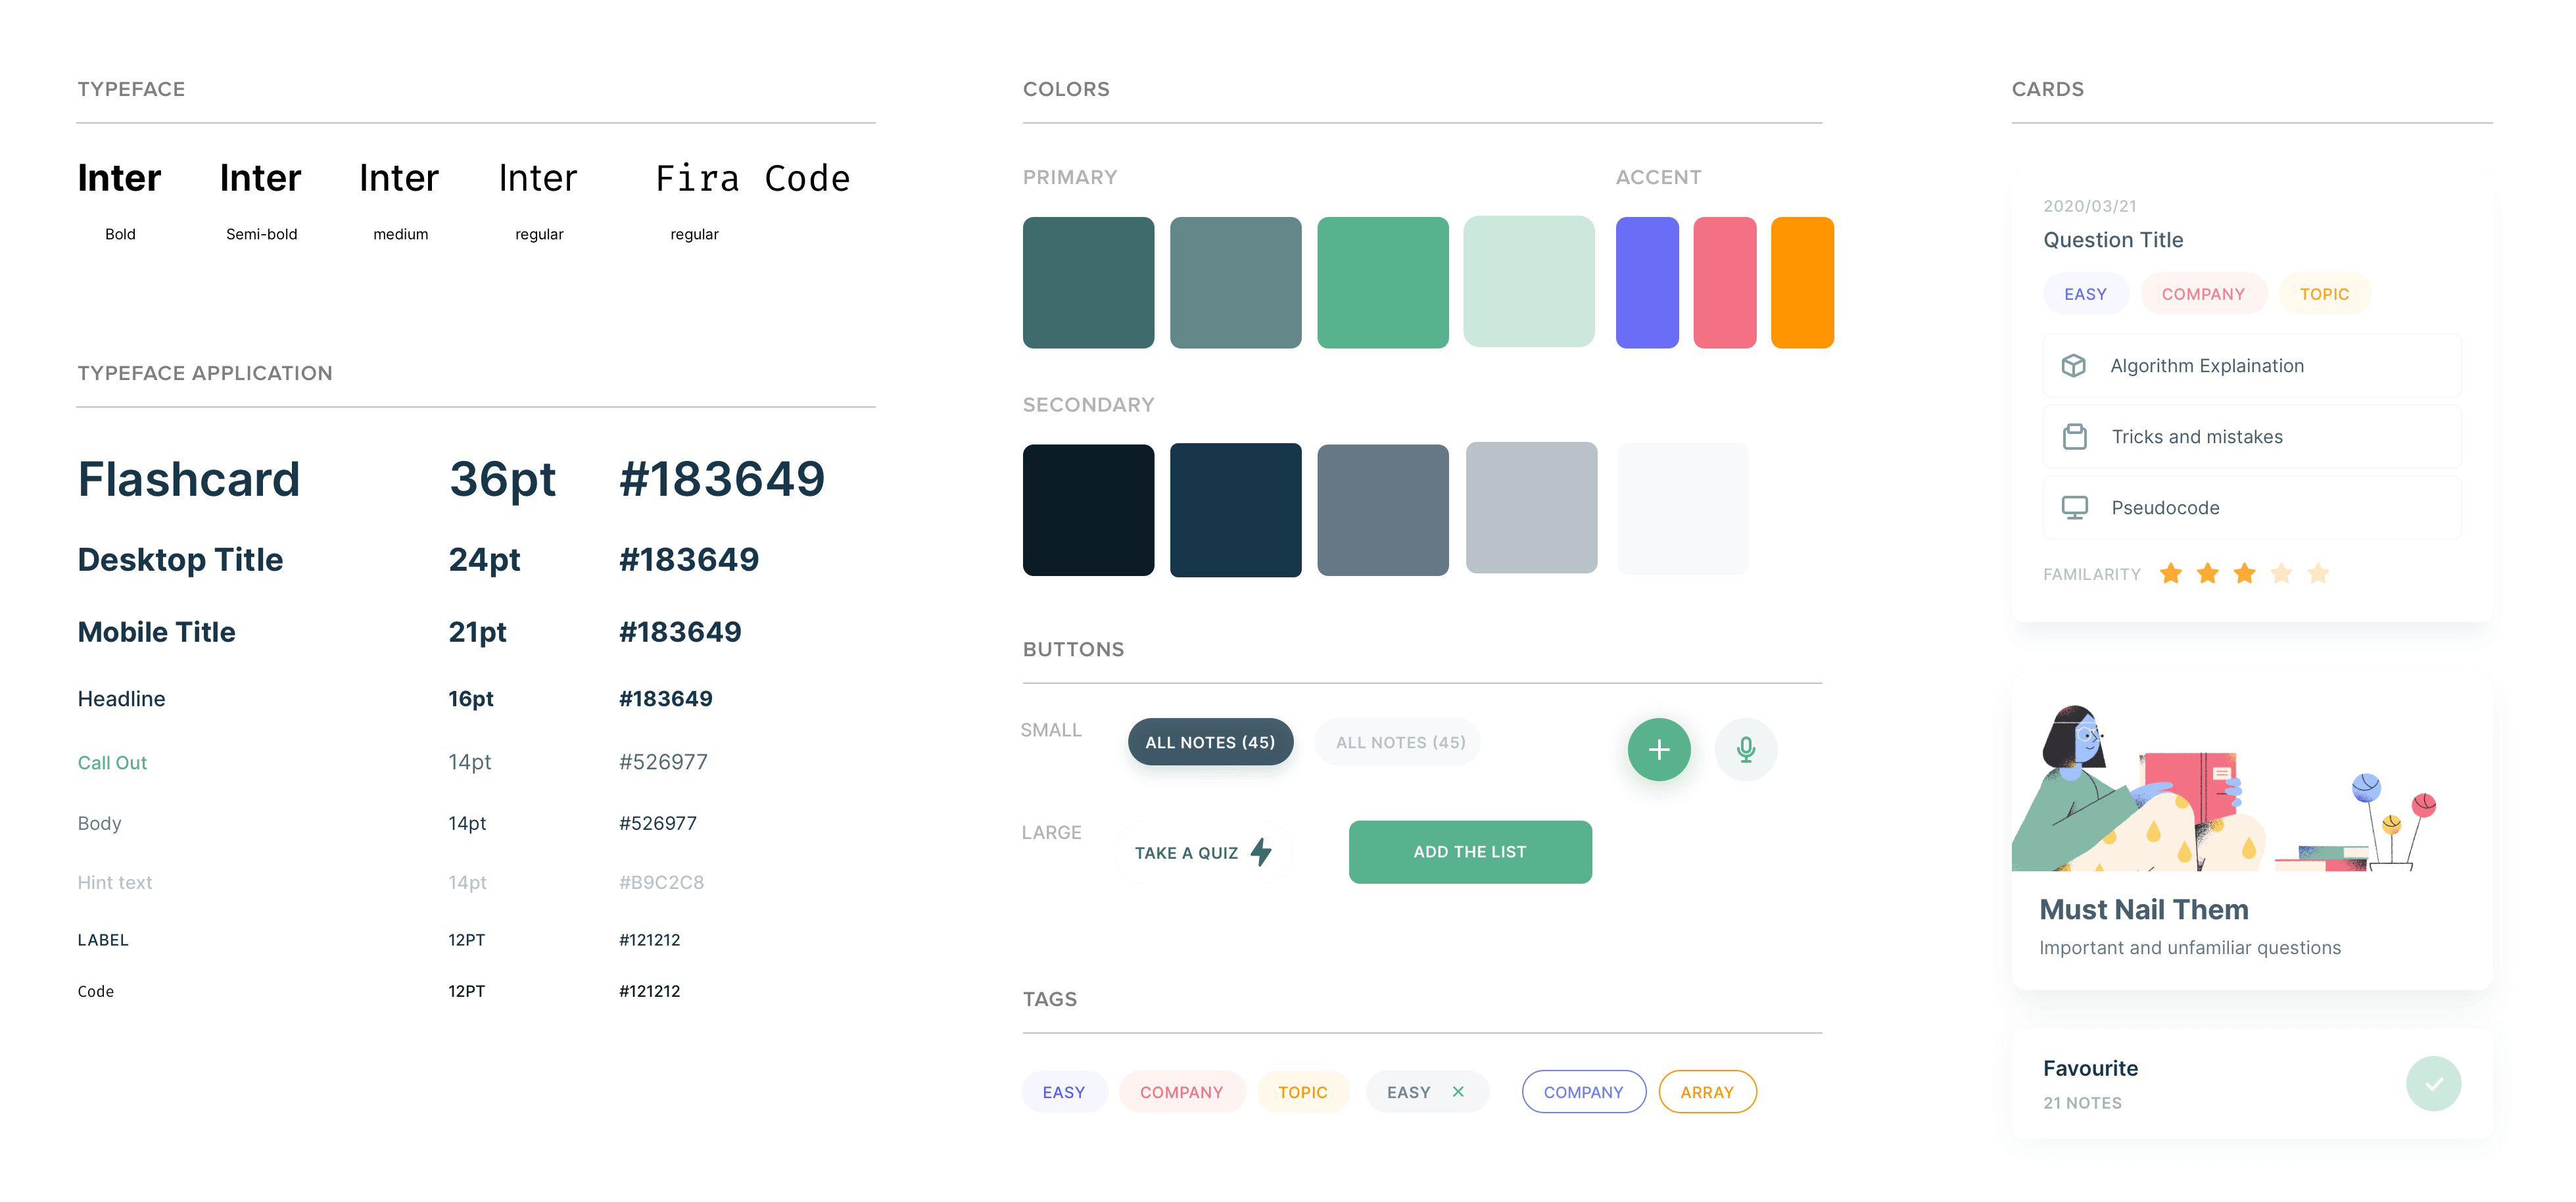 TYPEFACE
Inter Inter Inter Inter Fira Code
Bold Semi-bold medium regular regular
TYPEFACE APPLICATION
Flashcard 36pt #183649
Desktop Title 24pt #183649
Mobile Title 21pt #183649
Headline 16pt #183649
Call Out 14pt #526977
Body 14pt #526977
Hint text 14pt #B9C2C8
LABEL 12PT #121212
Code 12PT #121212
COLORS
PRIMARY ACCENT
SECONDARY
BUTTONS
SMALL ALL NOTES (45) ALL NOTES (45)
LARGE TAKE A QUIZ ADD THE LIST
TAGS
EASY COMPANY TOPIC EASY COMPANY ARRAY
CARDS
2020/03/21
Question Title
EASY COMPANY TOPIC
Algorithm Explaination
Tricks and mistakes
Pseudocode
FAMILARITY
Must Nail Them
Important and unfamiliar questions
Favourite
21 NOTES